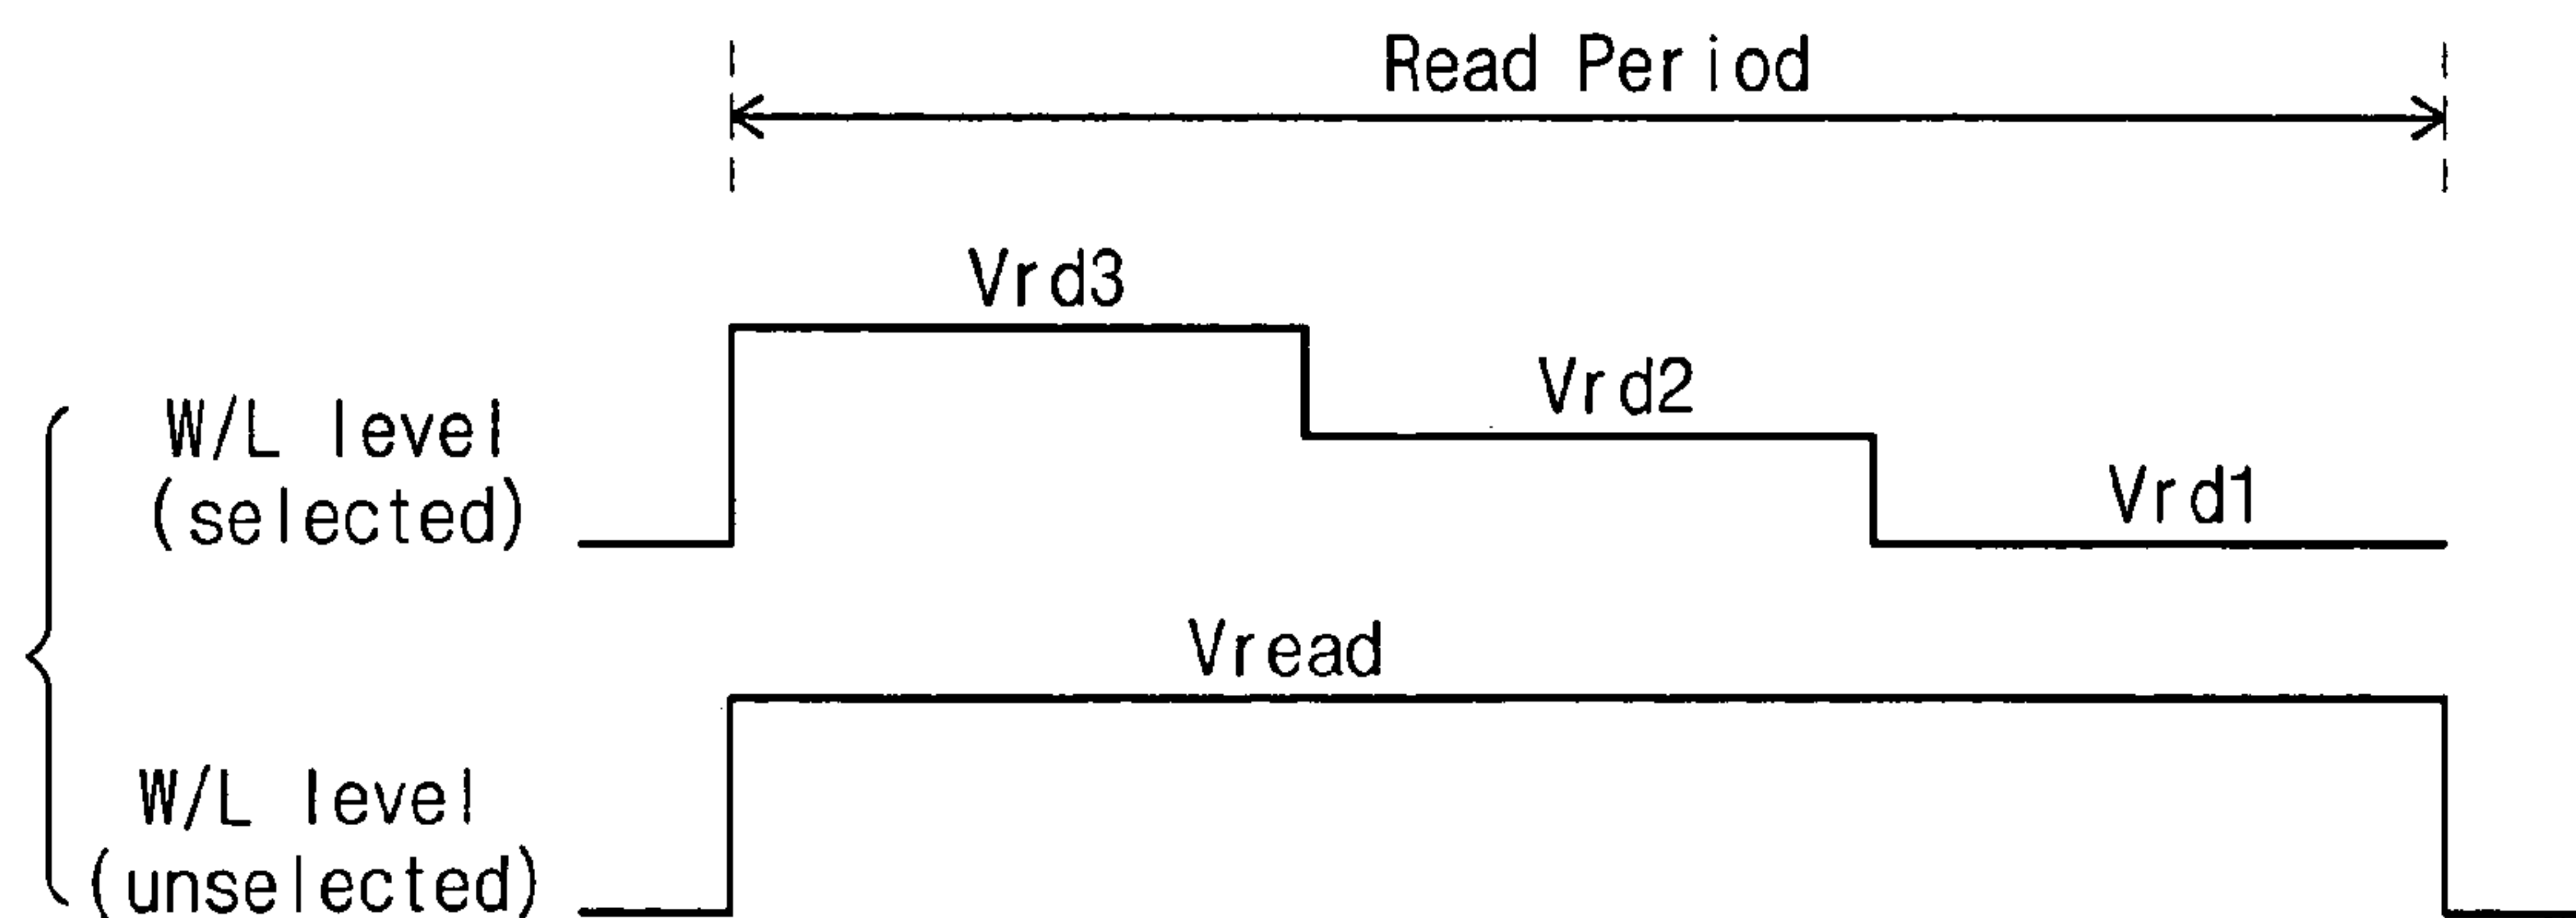 Read Period
Vrd3
Vrd2
W/L level
(selected)
Vrd1
Vread
W/L level
(unselected)